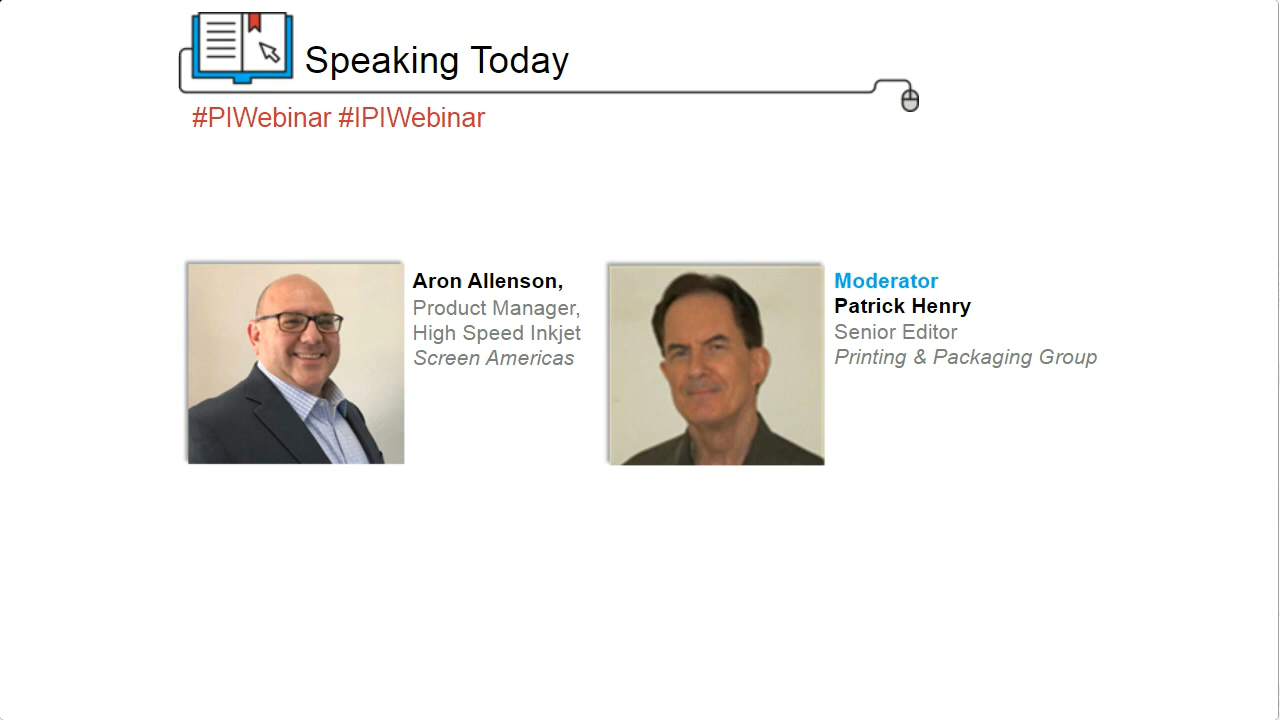 Speaking Today
#PIWebinar #IPIWebinar
Aron Allenson,
Product Manager,
High Speed Inkjet
Screen Americas
Moderator
Patrick Henry
Senior Editor
Printing & Packaging Group